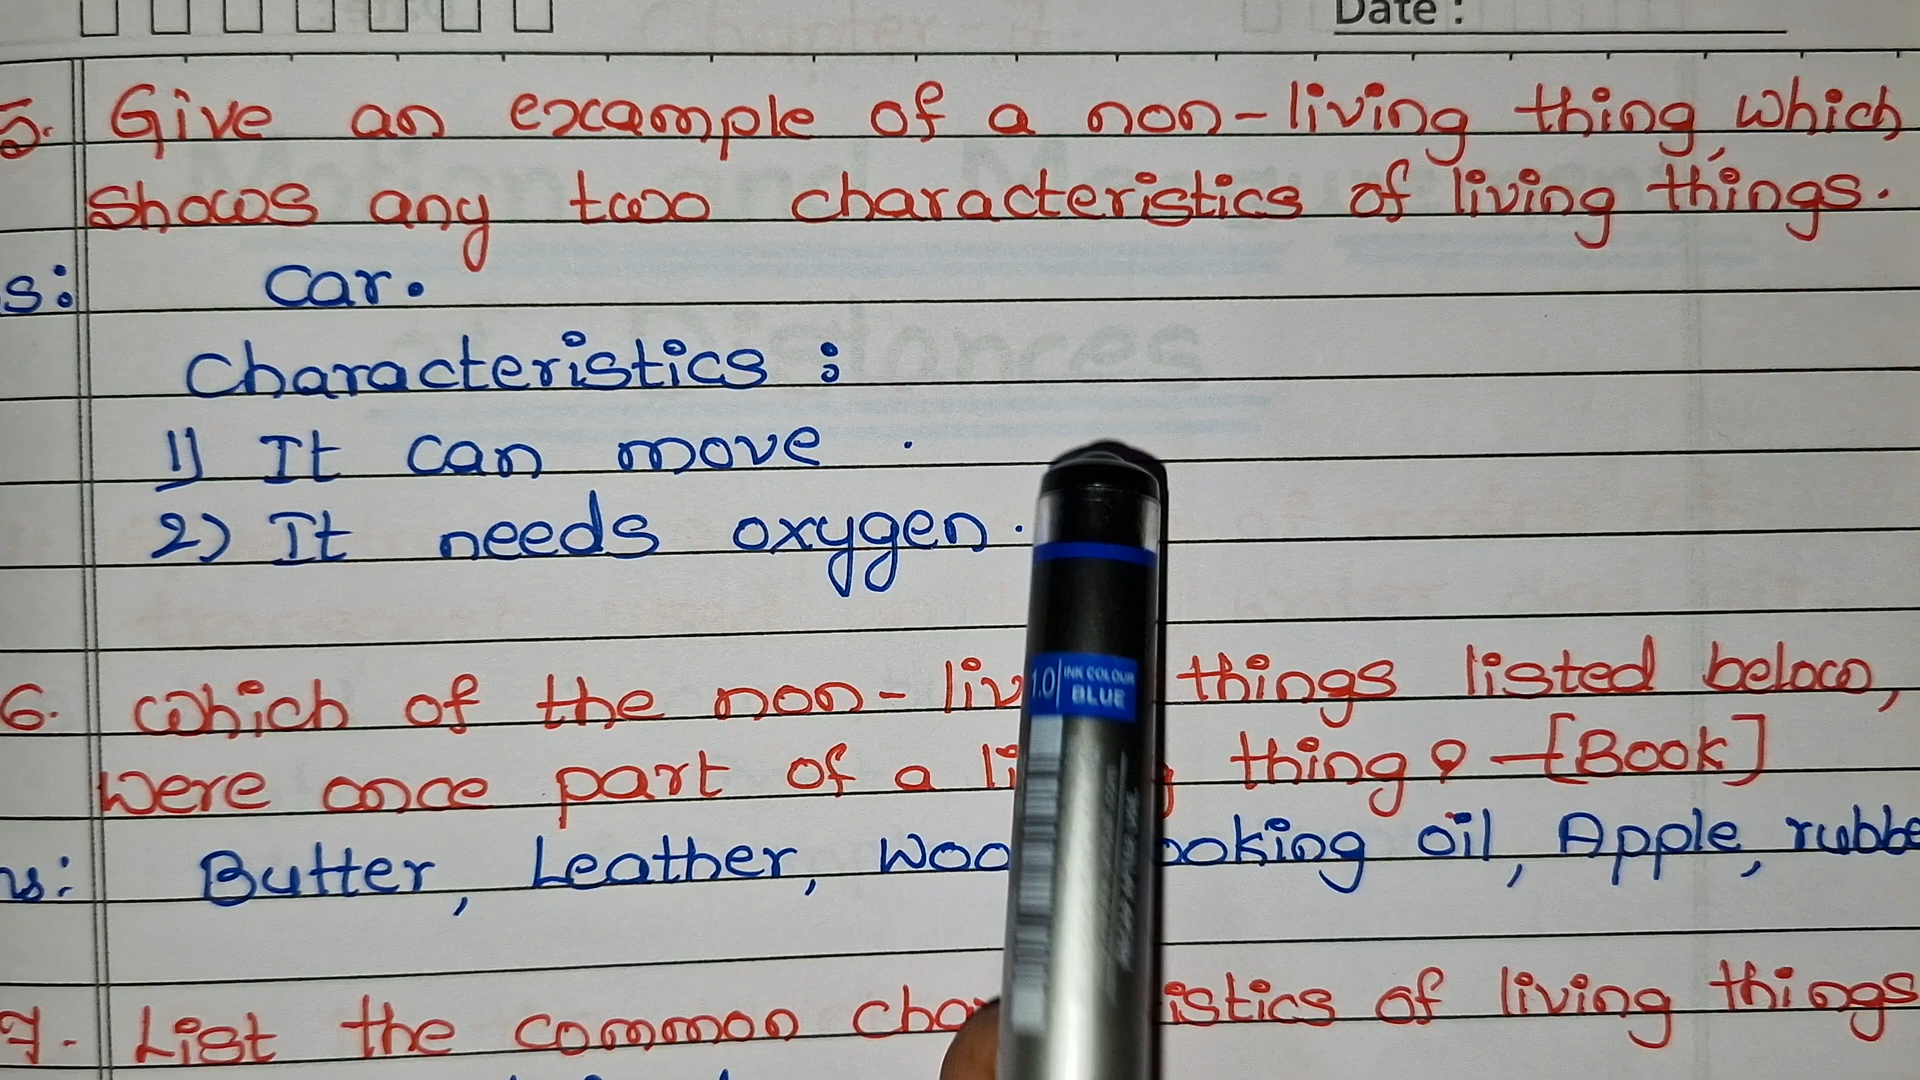 Date :
5. Give an example of a non-living thing, which
shows any two characteristics of living things.
s: Car.
Characteristics :
1) It can move .
2) It needs oxygen.
1.0 INK COLOUR
BLUE
6. Which of the non-liv things listed below,
were once part of a li thing? - [Book]
ns: Butter, Leather, Woo ooking oil, Apple, rubbe
7. List the common cha istics of living things